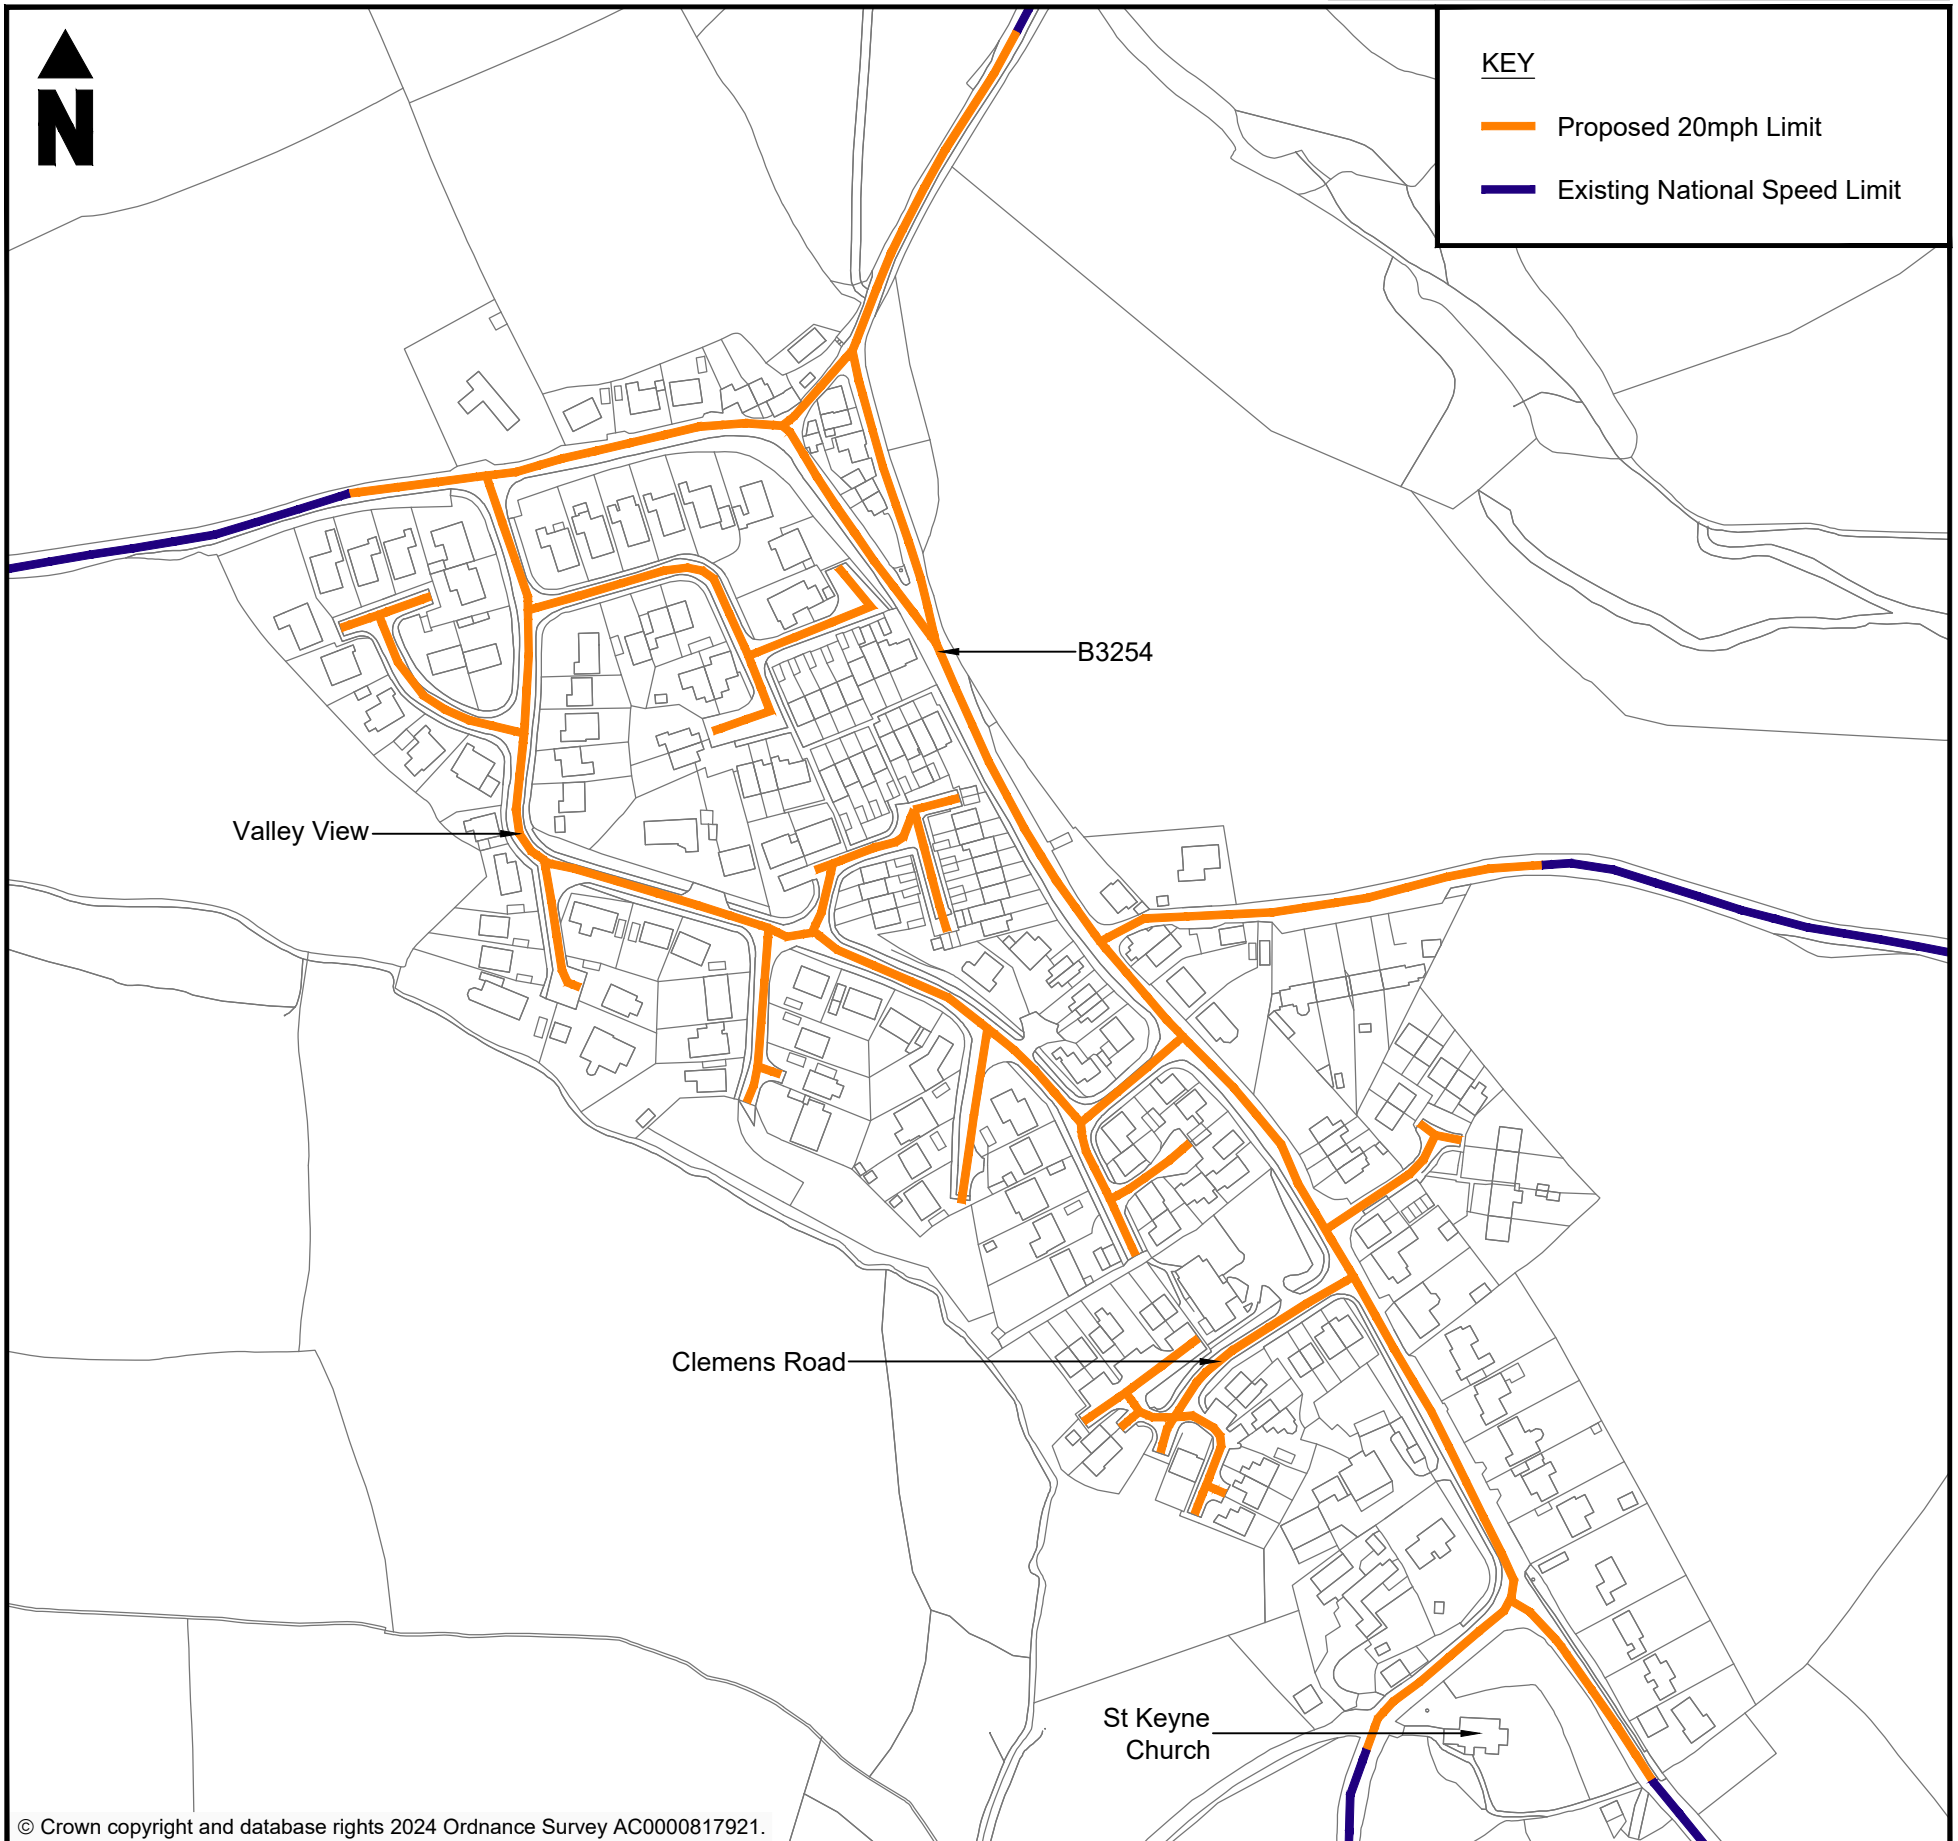 N
KEY
Proposed 20mph Limit
Existing National Speed Limit
B3254
Valley View
Clemens Road
St Keyne
Church
© Crown copyright and database rights 2024 Ordnance Survey AC0000817921.